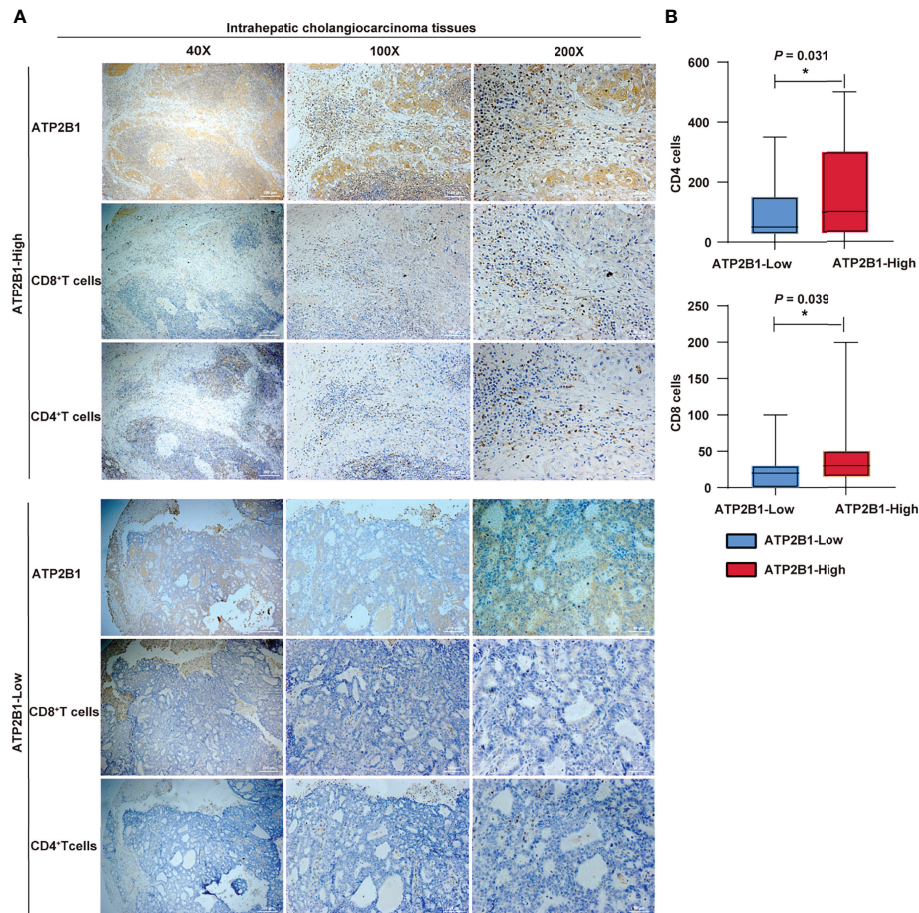 A
Intrahepatic cholangiocarcinoma tissues
40X 100X 200X
ATP2B1-High
ATP2B1
CD8⁺T cells
CD4⁺T cells
ATP2B1-Low
ATP2B1
CD8⁺T cells
CD4⁺Tcells
B
P = 0.031
*
CD4 cells
600
400
200
0
ATP2B1-Low ATP2B1-High
P = 0.039
*
CD8 cells
250
200
150
100
50
0
ATP2B1-Low ATP2B1-High
ATP2B1-Low
ATP2B1-High